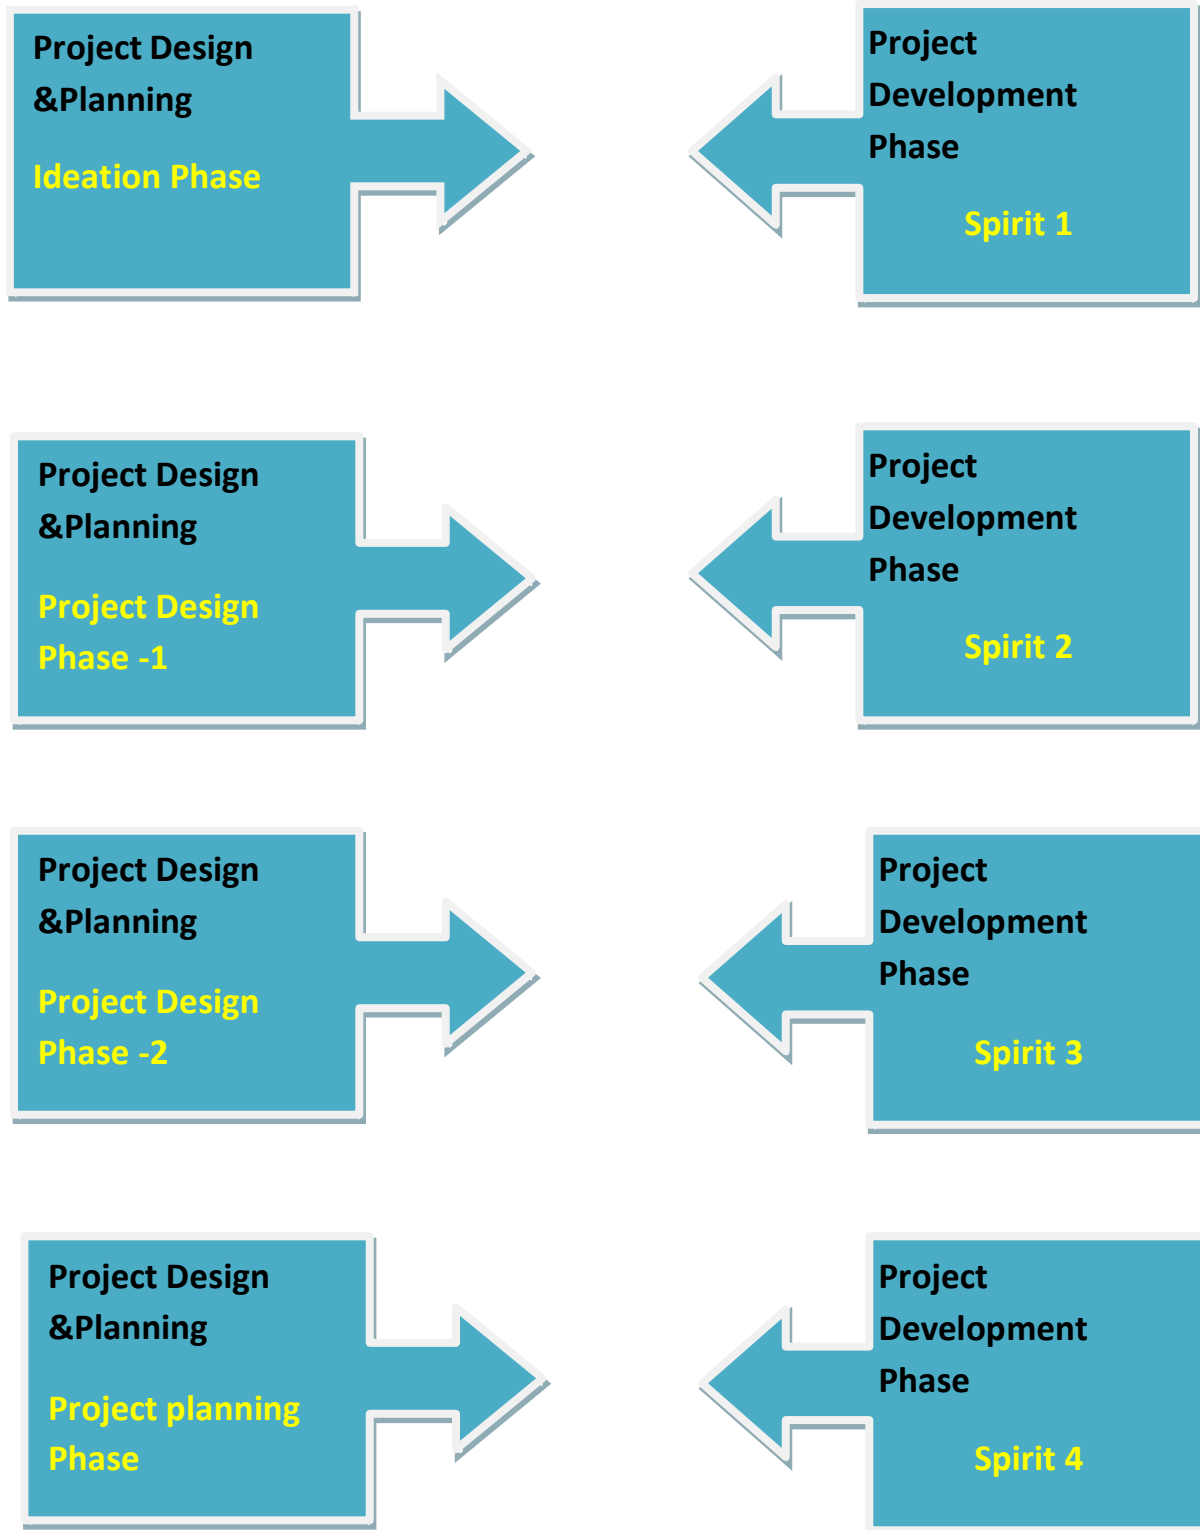 Project Design
&Planning
Ideation Phase
Project
Development
Phase
Spirit 1
Project Design
&Planning
Project Design
Phase -1
Project
Development
Phase
Spirit 2
Project Design
&Planning
Project Design
Phase -2
Project
Development
Phase
Spirit 3
Project Design
&Planning
Project planning
Phase
Project
Development
Phase
Spirit 4